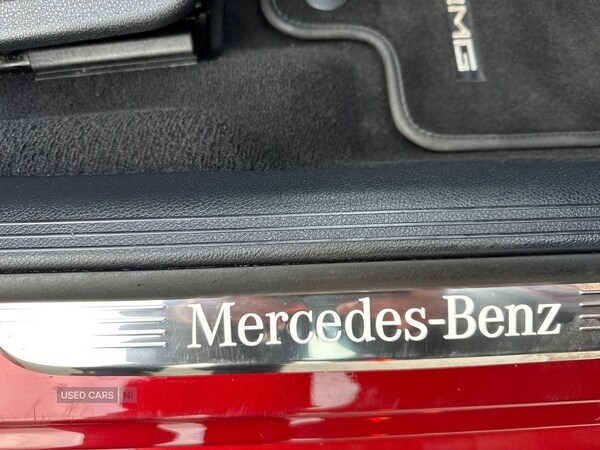 AMG
Mercedes-Benz
USED CARS NI